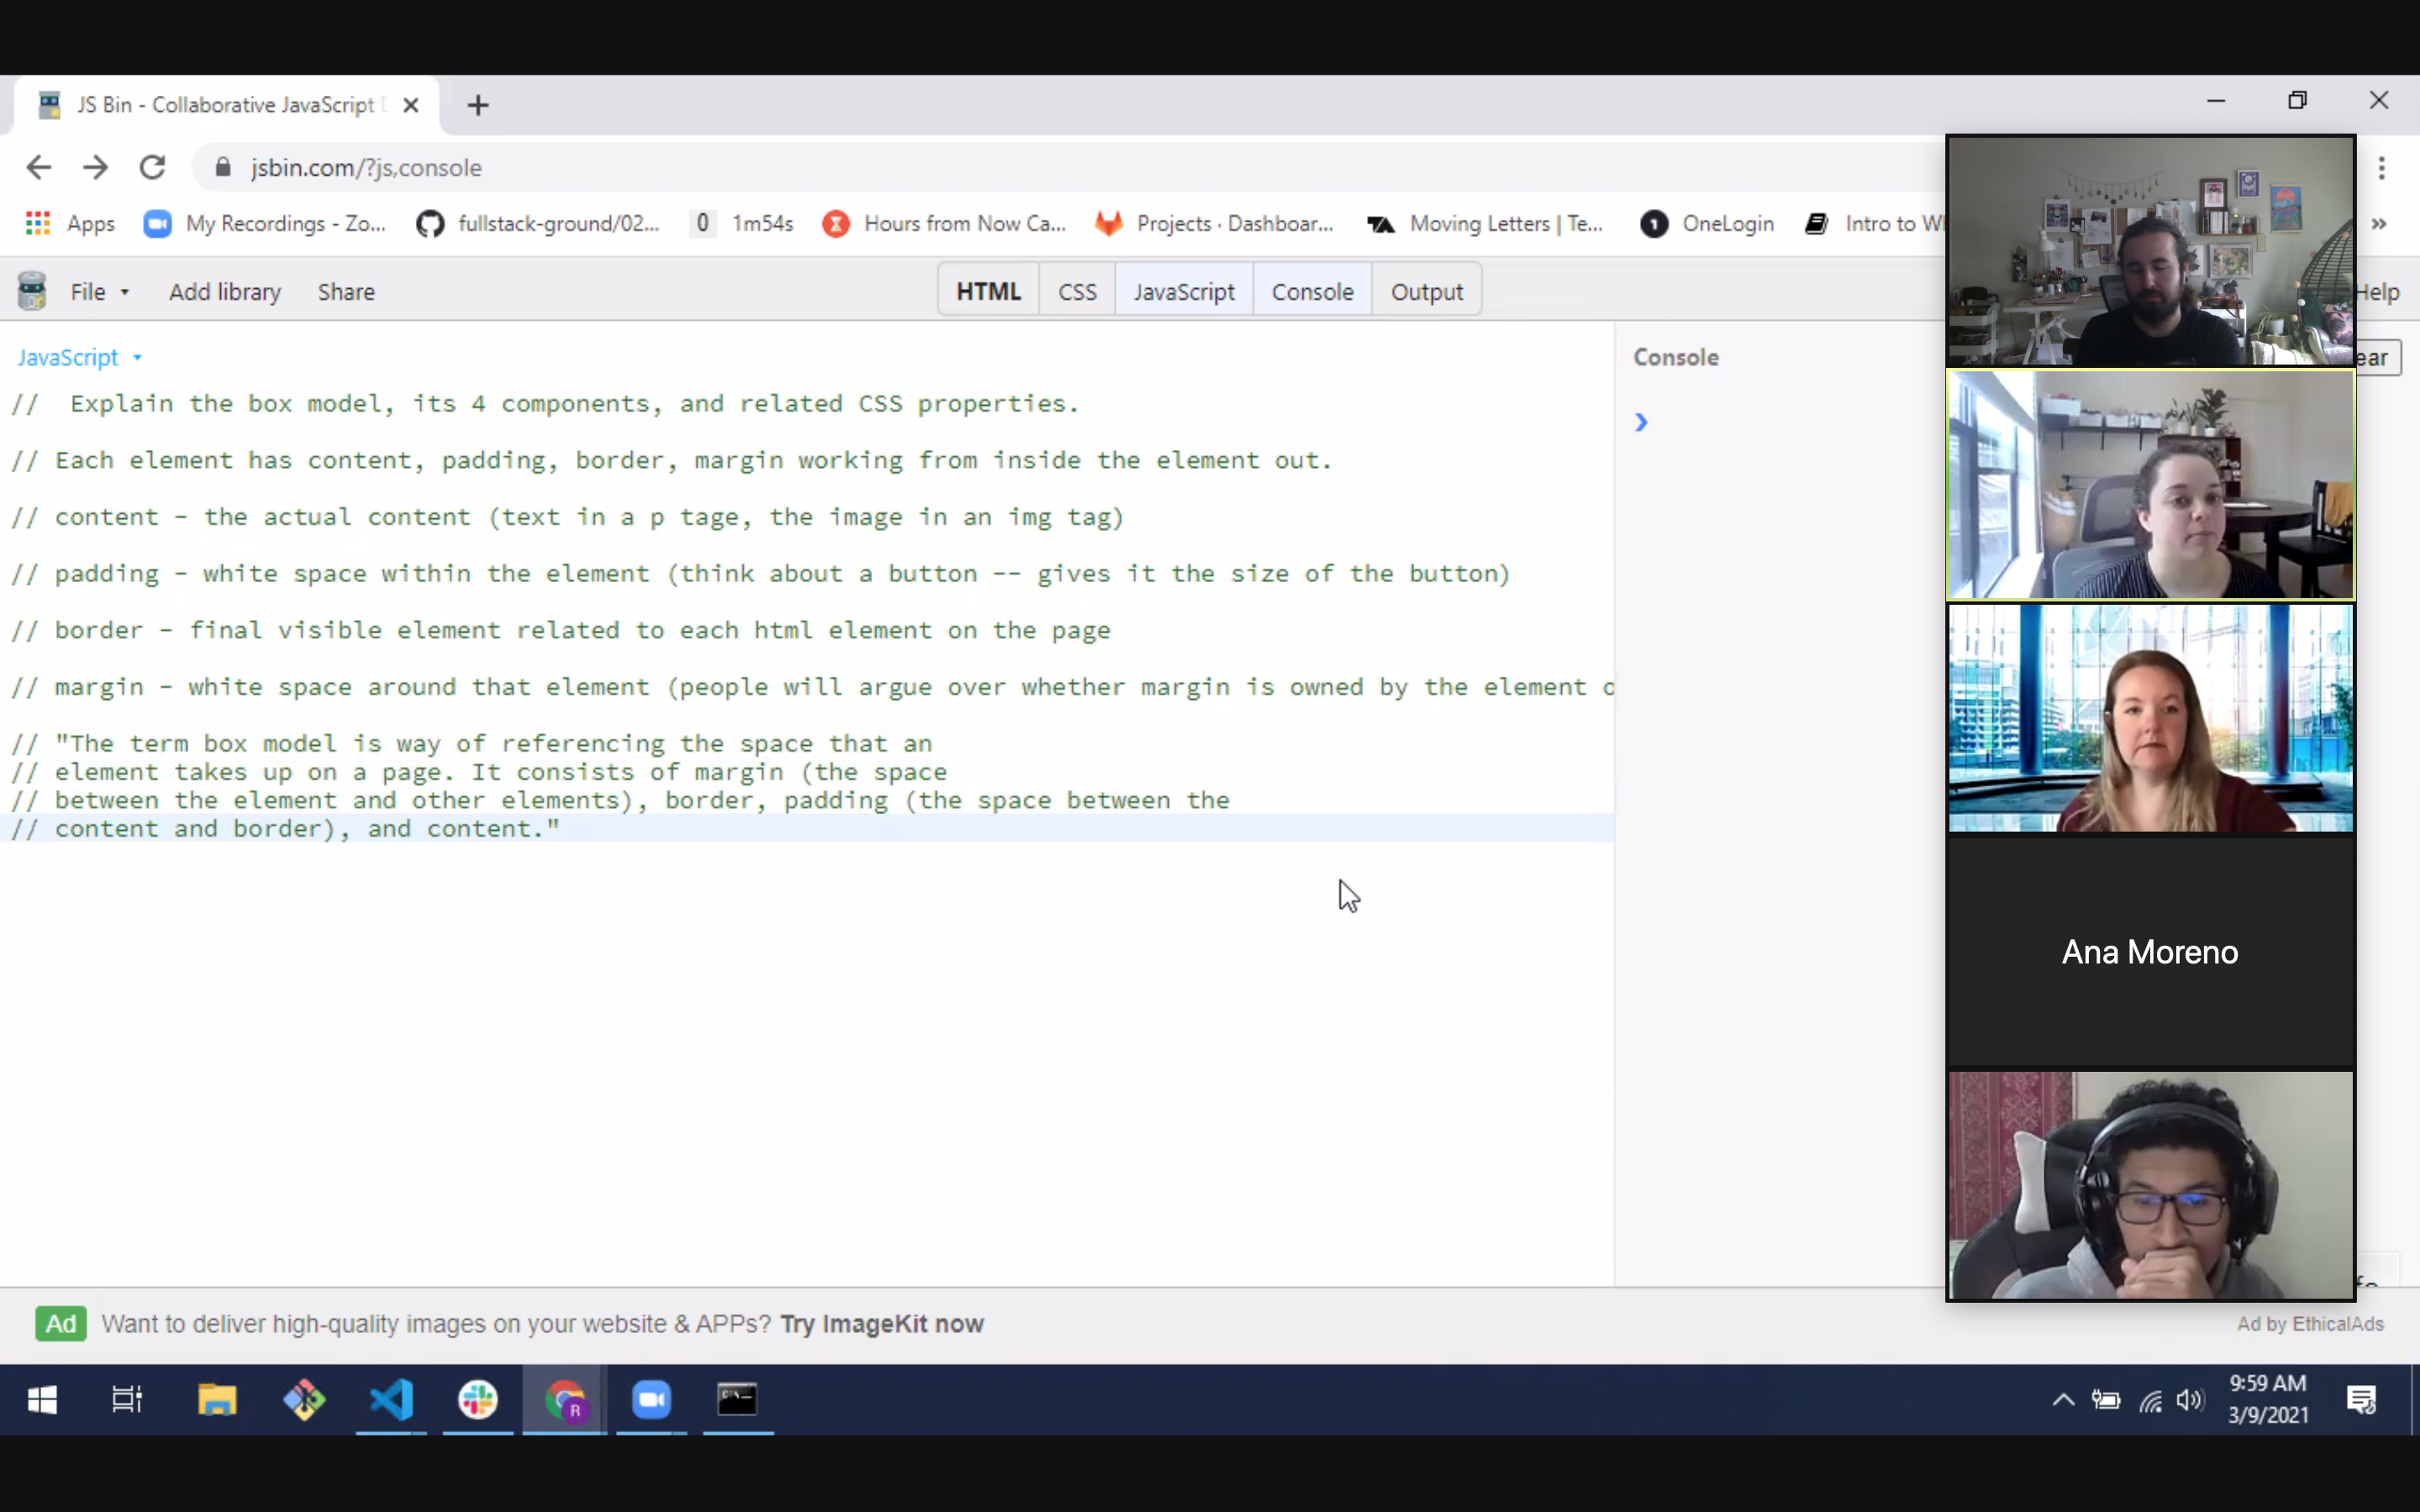 JS Bin - Collaborative JavaScript
jsbin.com/?js,console
Apps
My Recordings - Zo...
fullstack-ground/02...
0 1m54s
Hours from Now Ca...
Projects · Dashboar...
Moving Letters | Te...
1 OneLogin
Intro to W
File
Add library
Share
HTML
CSS
JavaScript
Console
Output
Help
JavaScript
Console
ear
//  Explain the box model, its 4 components, and related CSS properties.
// Each element has content, padding, border, margin working from inside the element out.
// content - the actual content (text in a p tage, the image in an img tag)
// padding - white space within the element (think about a button -- gives it the size of the button)
// border - final visible element related to each html element on the page
// margin - white space around that element (people will argue over whether margin is owned by the element o
// "The term box model is way of referencing the space that an
// element takes up on a page. It consists of margin (the space
// between the element and other elements), border, padding (the space between the
// content and border), and content."
Ana Moreno
Ad Want to deliver high-quality images on your website & APPs? Try ImageKit now
Ad by EthicalAds
R
9:59 AM
3/9/2021